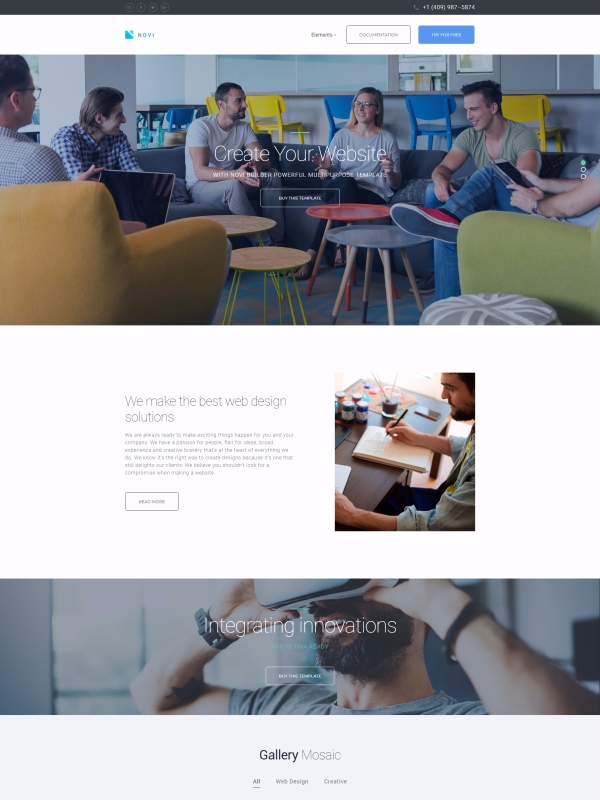 +1 (409) 987–5874
NOVI
Elements
DOCUMENTATION
TRY FOR FREE
Create Your Website
WITH NOVI BUILDER POWERFUL MULTIPURPOSE TEMPLATE
BUY THIS TEMPLATE
We make the best web design
solutions
We are always ready to make exciting things happen for you and your
company. We have a passion for people, flair for ideas, broad
experience and creative bravery that's at the heart of everything we
do. We know it's the right way to create designs because it's one that
still delights our clients. We believe you shouldn't look for a
compromise when making a website.
READ MORE
Integrating innovations
AND RETINA READY
BUY THIS TEMPLATE
Gallery Mosaic
All Web Design Creative